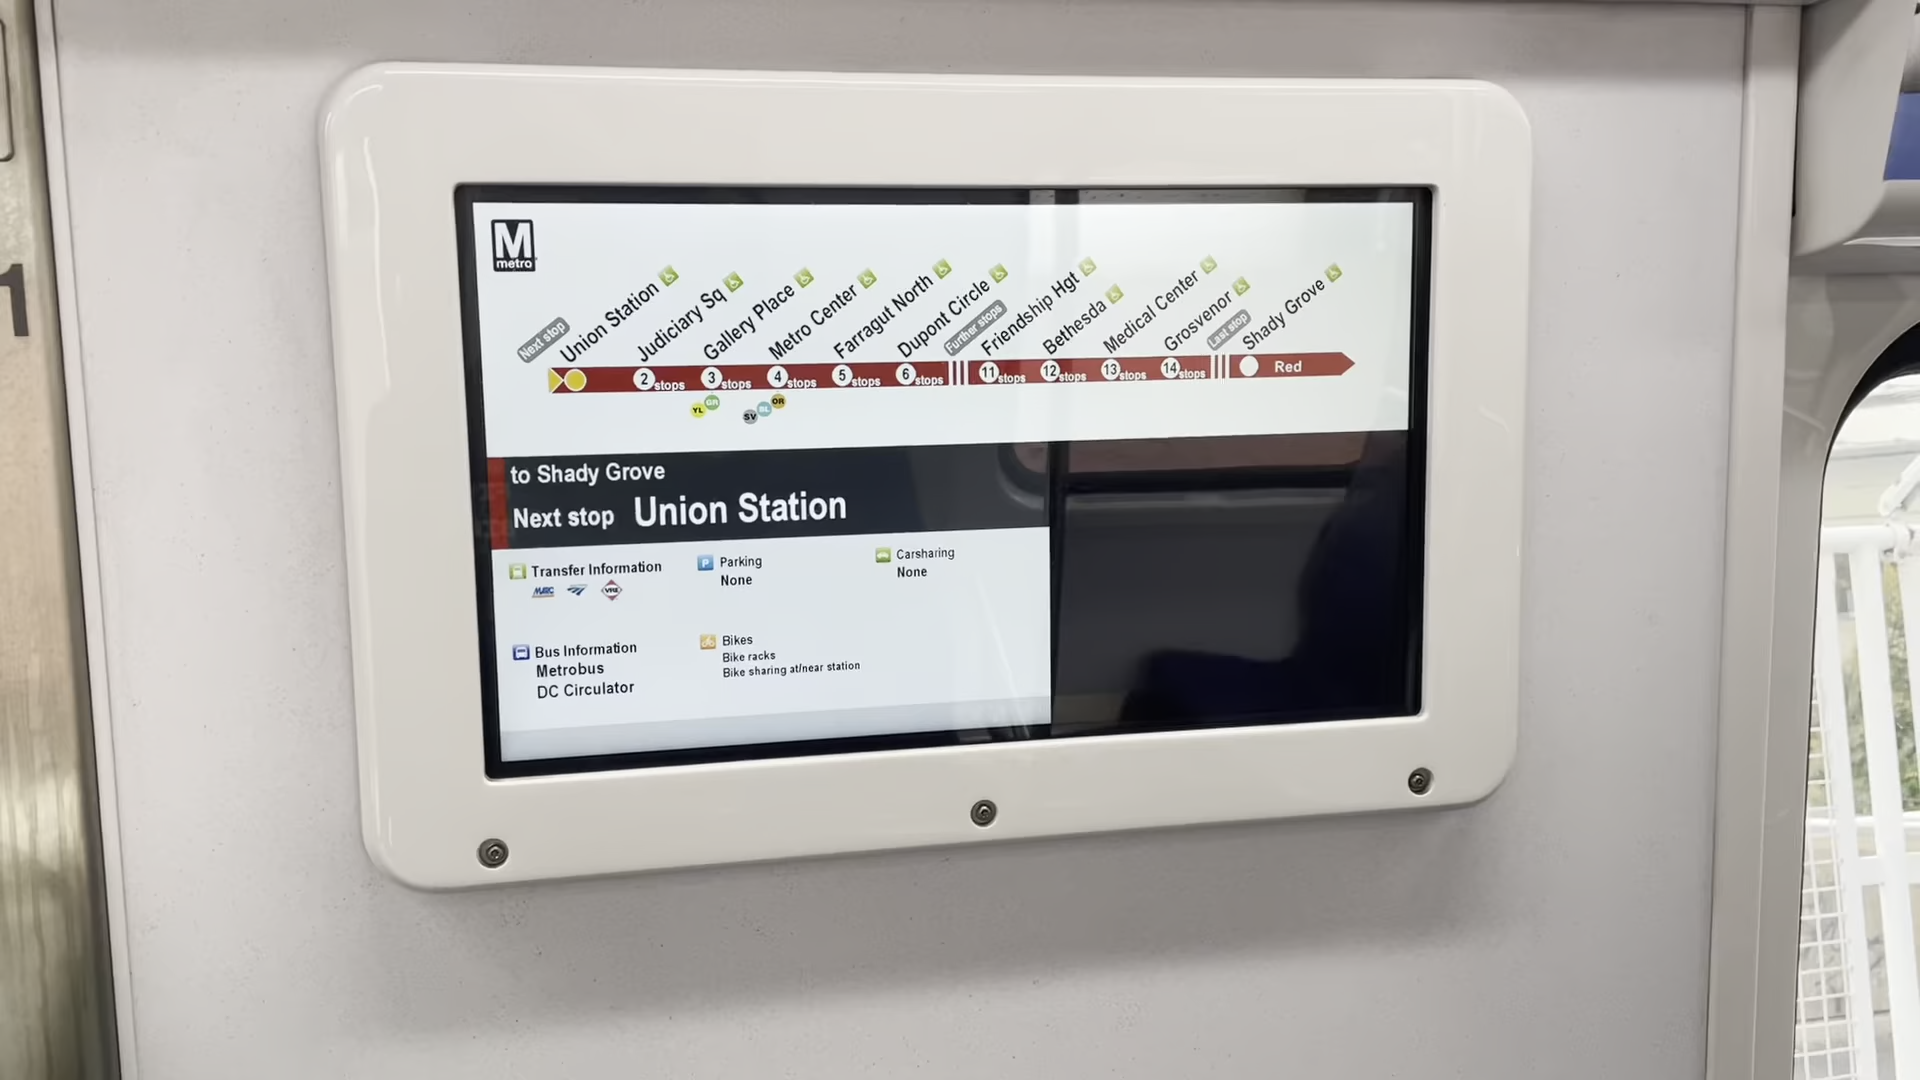 M
metro
Next stop
Union Station
Judiciary Sq
Gallery Place
Metro Center
Farragut North
Dupont Circle
Further stops
Friendship Hgt
Bethesda
Medical Center
Grosvenor
Last stop
Shady Grove
2 stops
3 stops
4 stops
5 stops
6 stops
11 stops
12 stops
13 stops
14 stops
Red
YL GR
SV BL OR
to Shady Grove
Next stop Union Station
Transfer Information
MARC VRE
P Parking
None
Carsharing
None
Bus Information
Metrobus
DC Circulator
Bikes
Bike racks
Bike sharing at/near station
1